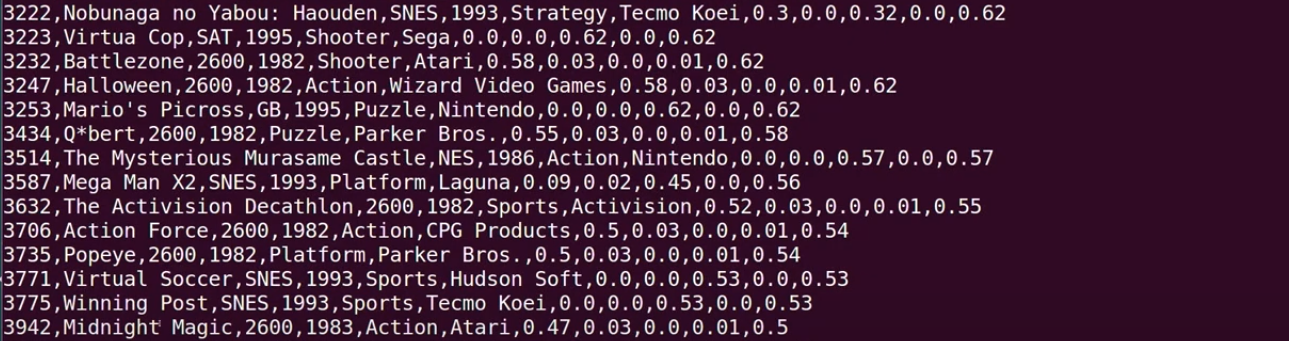 3222,Nobunaga no Yabou: Haouden,SNES,1993,Strategy,Tecmo Koei,0.3,0.0,0.32,0.0,0.62
3223,Virtua Cop,SAT,1995,Shooter,Sega,0.0,0.0,0.62,0.0,0.62
3232,Battlezone,2600,1982,Shooter,Atari,0.58,0.03,0.0,0.01,0.62
3247,Halloween,2600,1982,Action,Wizard Video Games,0.58,0.03,0.0,0.01,0.62
3253,Mario's Picross,GB,1995,Puzzle,Nintendo,0.0,0.0,0.62,0.0,0.62
3434,Q*bert,2600,1982,Puzzle,Parker Bros.,0.55,0.03,0.0,0.01,0.58
3514,The Mysterious Murasame Castle,NES,1986,Action,Nintendo,0.0,0.0,0.57,0.0,0.57
3587,Mega Man X2,SNES,1993,Platform,Laguna,0.09,0.02,0.45,0.0,0.56
3632,The Activision Decathlon,2600,1982,Sports,Activision,0.52,0.03,0.0,0.01,0.55
3706,Action Force,2600,1982,Action,CPG Products,0.5,0.03,0.0,0.01,0.54
3735,Popeye,2600,1982,Platform,Parker Bros.,0.5,0.03,0.0,0.01,0.54
3771,Virtual Soccer,SNES,1993,Sports,Hudson Soft,0.0,0.0,0.53,0.0,0.53
3775,Winning Post,SNES,1993,Sports,Tecmo Koei,0.0,0.0,0.53,0.0,0.53
3942,Midnight Magic,2600,1983,Action,Atari,0.47,0.03,0.0,0.01,0.5